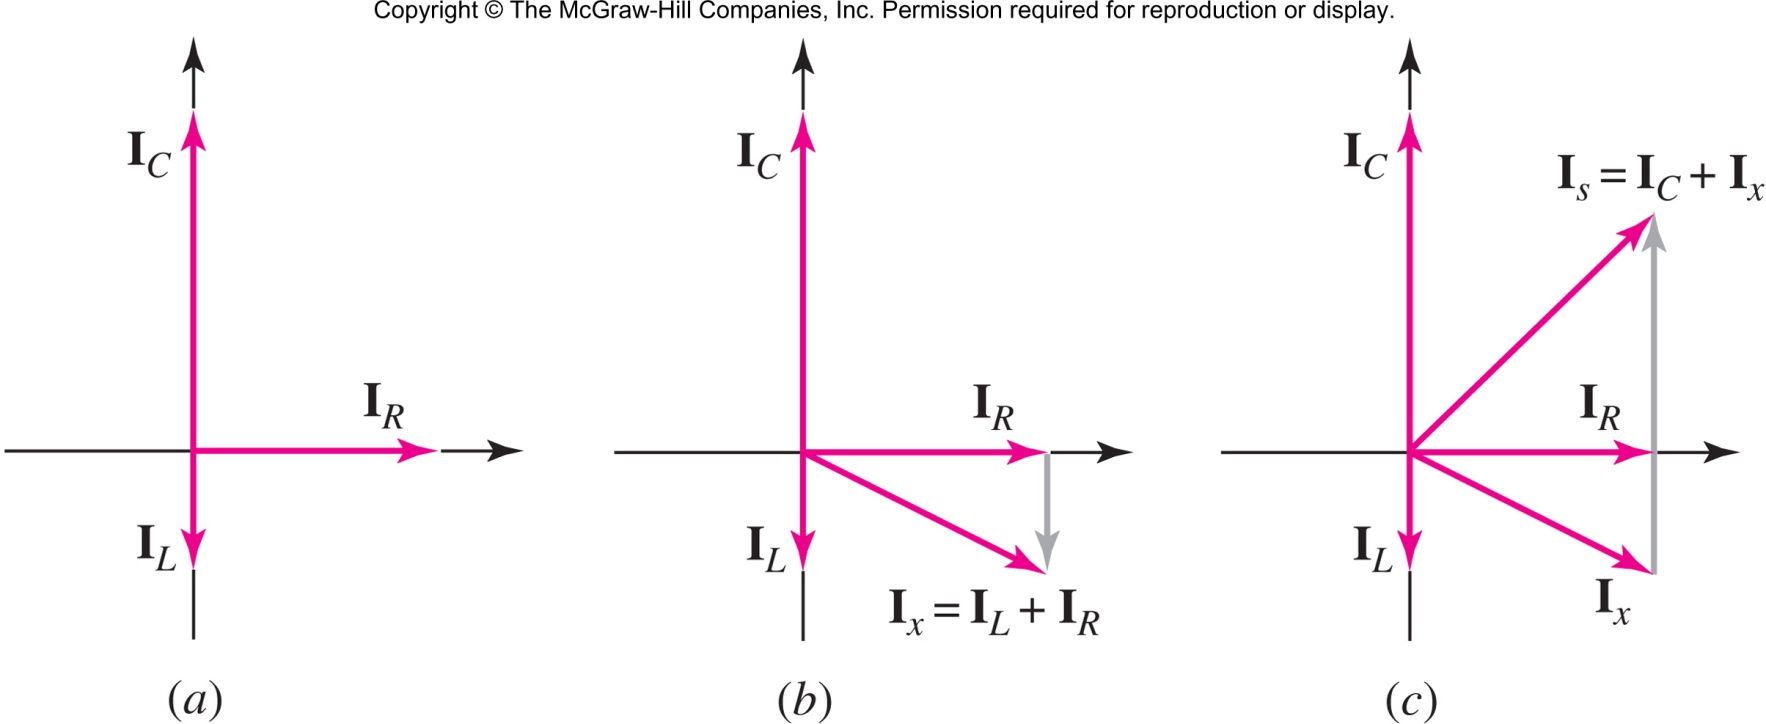 Copyright © The McGraw-Hill Companies, Inc. Permission required for reproduction or display.
I_C
I_R
I_L
(a)
I_C
I_R
I_L
I_x = I_L + I_R
(b)
I_C
I_s = I_C + I_x
I_R
I_L
I_x
(c)